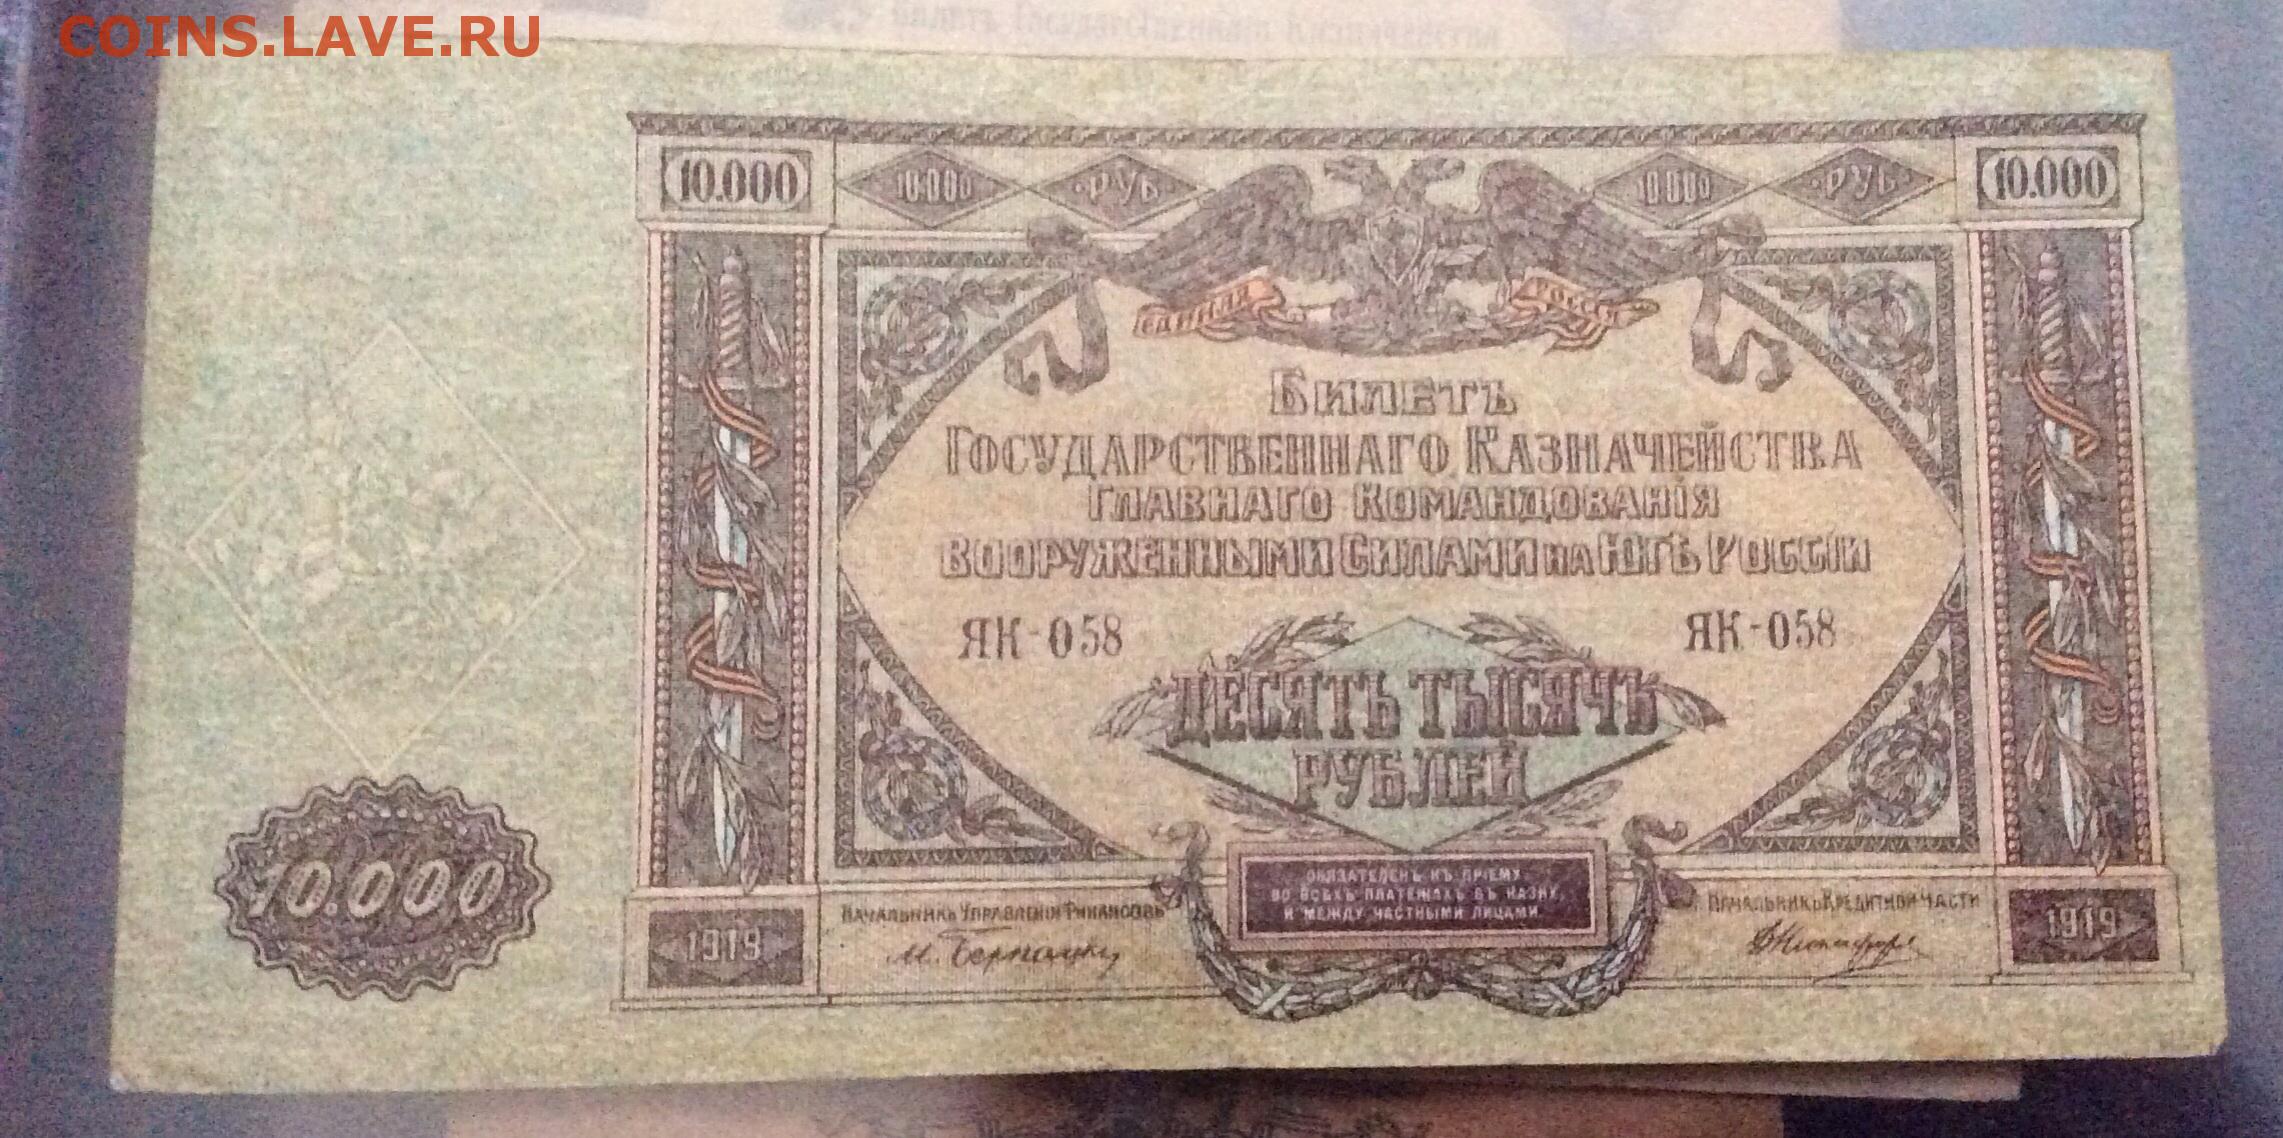 COINS.LAVE.RU
10.000 10.000 РУБ 10.000 РУБ 10.000
ЕДИНАЯ РОССІЯ
БИЛЕТЪ
ГОСУДАРСТВЕННАГО КАЗНАЧЕЙСТВА
ГЛАВНАГО КОМАНДОВАНІЯ
ВООРУЖЕННЫМИ СИЛАМИ НА ЮГѢ РОССІИ
ЯК-058 ЯК-058
ДЕСЯТЬ ТЫСЯЧЪ
РУБЛЕЙ
10.000
ОБЯЗАТЕЛЕНЪ КЪ ПРІЕМУ
ВО ВСѢХЪ ПЛАТЕЖАХЪ ВЪ КАЗНУ,
И МЕЖДУ ЧАСТНЫМИ ЛИЦАМИ
НАЧАЛЬНИКЪ УПРАВЛЕНІЯ ФИНАНСОВЪ НАЧАЛЬНИКЪ КРЕДИТНОЙ ЧАСТИ
1919 1919